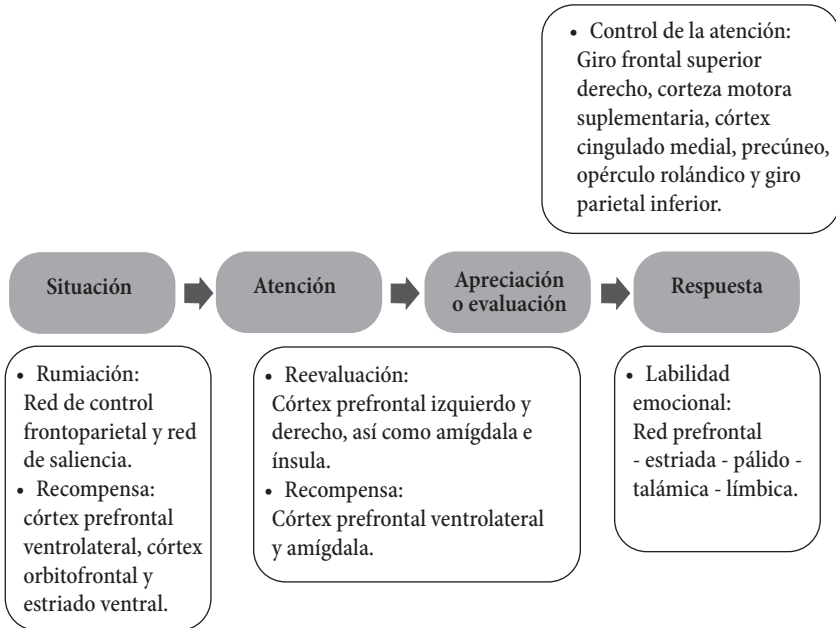 • Control de la atención:
Giro frontal superior
derecho, corteza motora
suplementaria, córtex
cingulado medial, precúneo,
opérculo rolándico y giro
parietal inferior.
Situación
Atención
Apreciación
o evaluación
Respuesta
• Rumiación:
Red de control
frontoparietal y red
de saliencia.
• Recompensa:
córtex prefrontal
ventrolateral, córtex
orbitofrontal y
estriado ventral.
• Reevaluación:
Córtex prefrontal izquierdo y
derecho, así como amígdala e
ínsula.
• Recompensa:
Córtex prefrontal ventrolateral
y amígdala.
• Labilidad
emocional:
Red prefrontal
- estriada - pálido -
talámica - límbica.